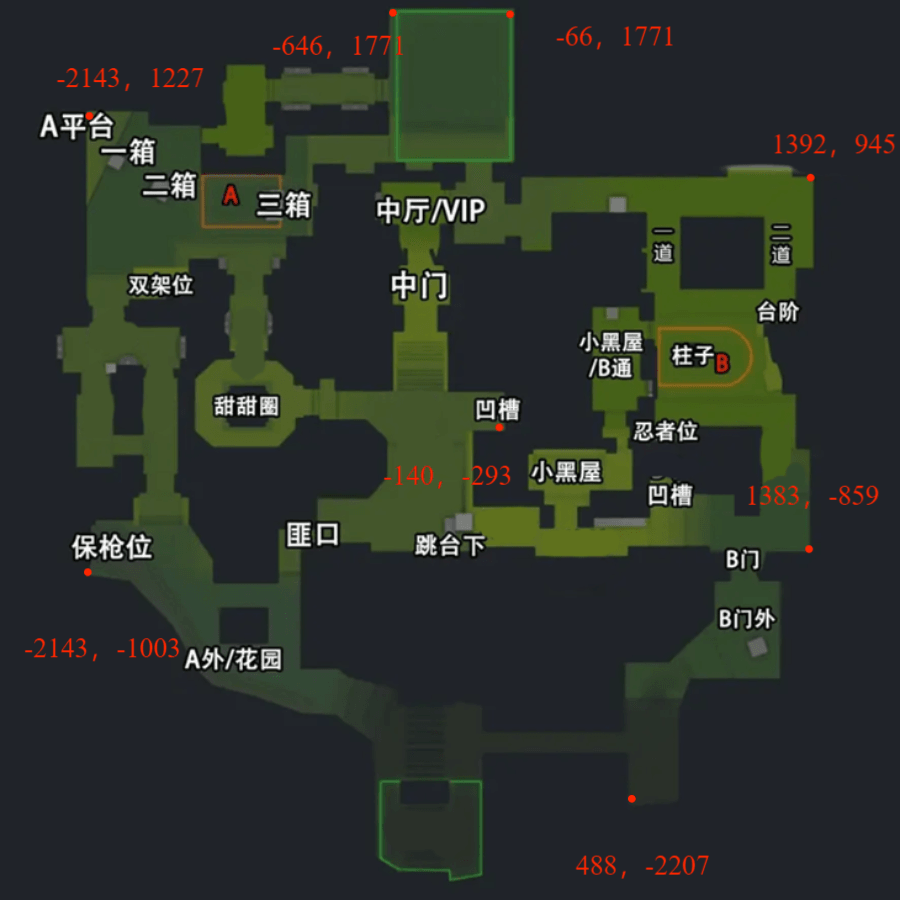 -646，1771
-66，1771
-2143，1227
A平台
一箱
1392，945
二箱
A
三箱
中厅/VIP
一道
二道
双架位
中门
台阶
小黑屋
/B通
柱子
B
甜甜圈
凹槽
忍者位
-140，-293
小黑屋
凹槽
1383，-859
保枪位
匪口
跳台下
B门
B门外
-2143，-1003
A外/花园
488，-2207